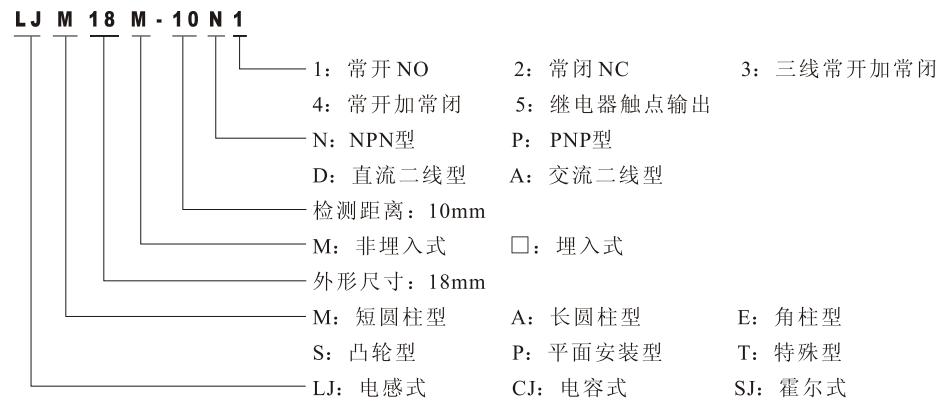 LJ M 18 M-10 N 1
1：常开NO 2：常闭NC 3：三线常开加常闭
4：常开加常闭 5：继电器触点输出
N：NPN型 P：PNP型
D：直流二线型 A：交流二线型
检测距离：10mm
M：非埋入式 □：埋入式
外形尺寸：18mm
M：短圆柱型 A：长圆柱型 E：角柱型
S：凸轮型 P：平面安装型 T：特殊型
LJ：电感式 CJ：电容式 SJ：霍尔式